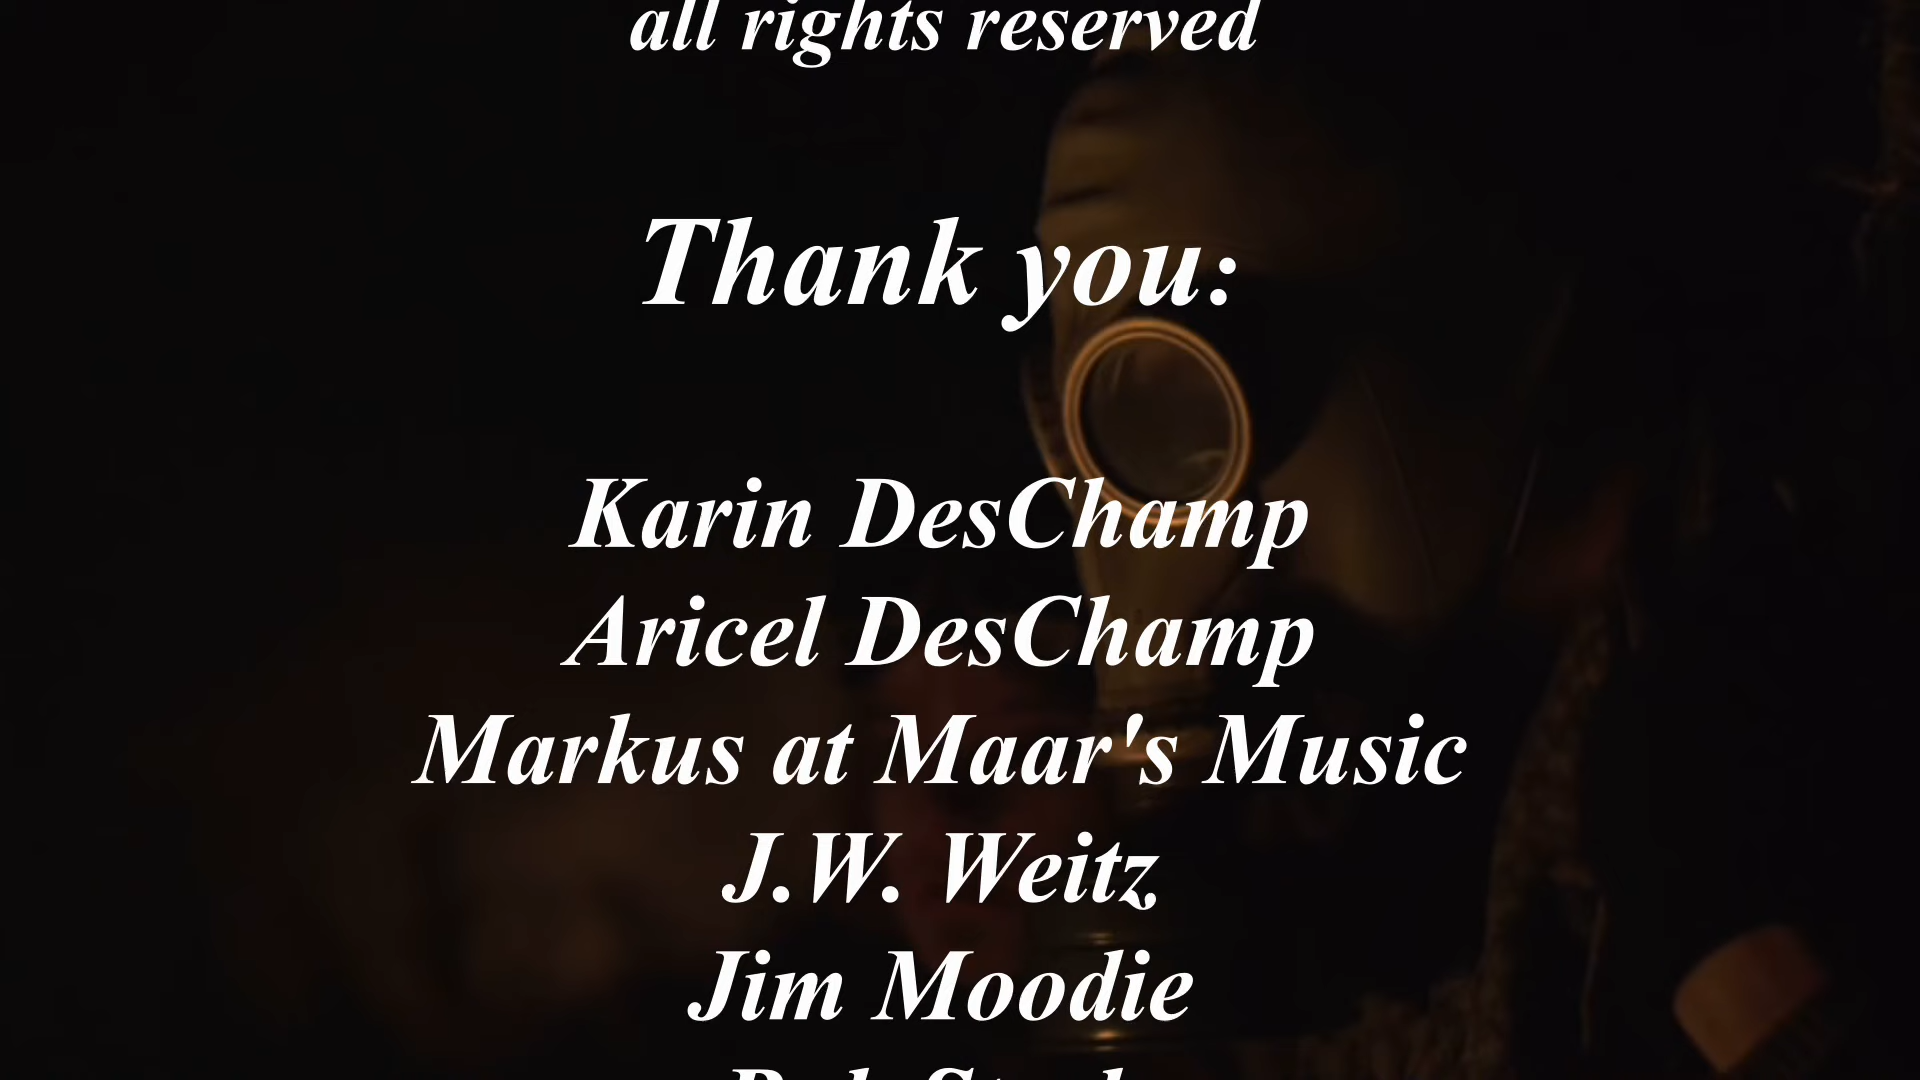 all rights reserved
Thank you:
Karin DesChamp
Aricel DesChamp
Markus at Maar's Music
J.W. Weitz
Jim Moodie